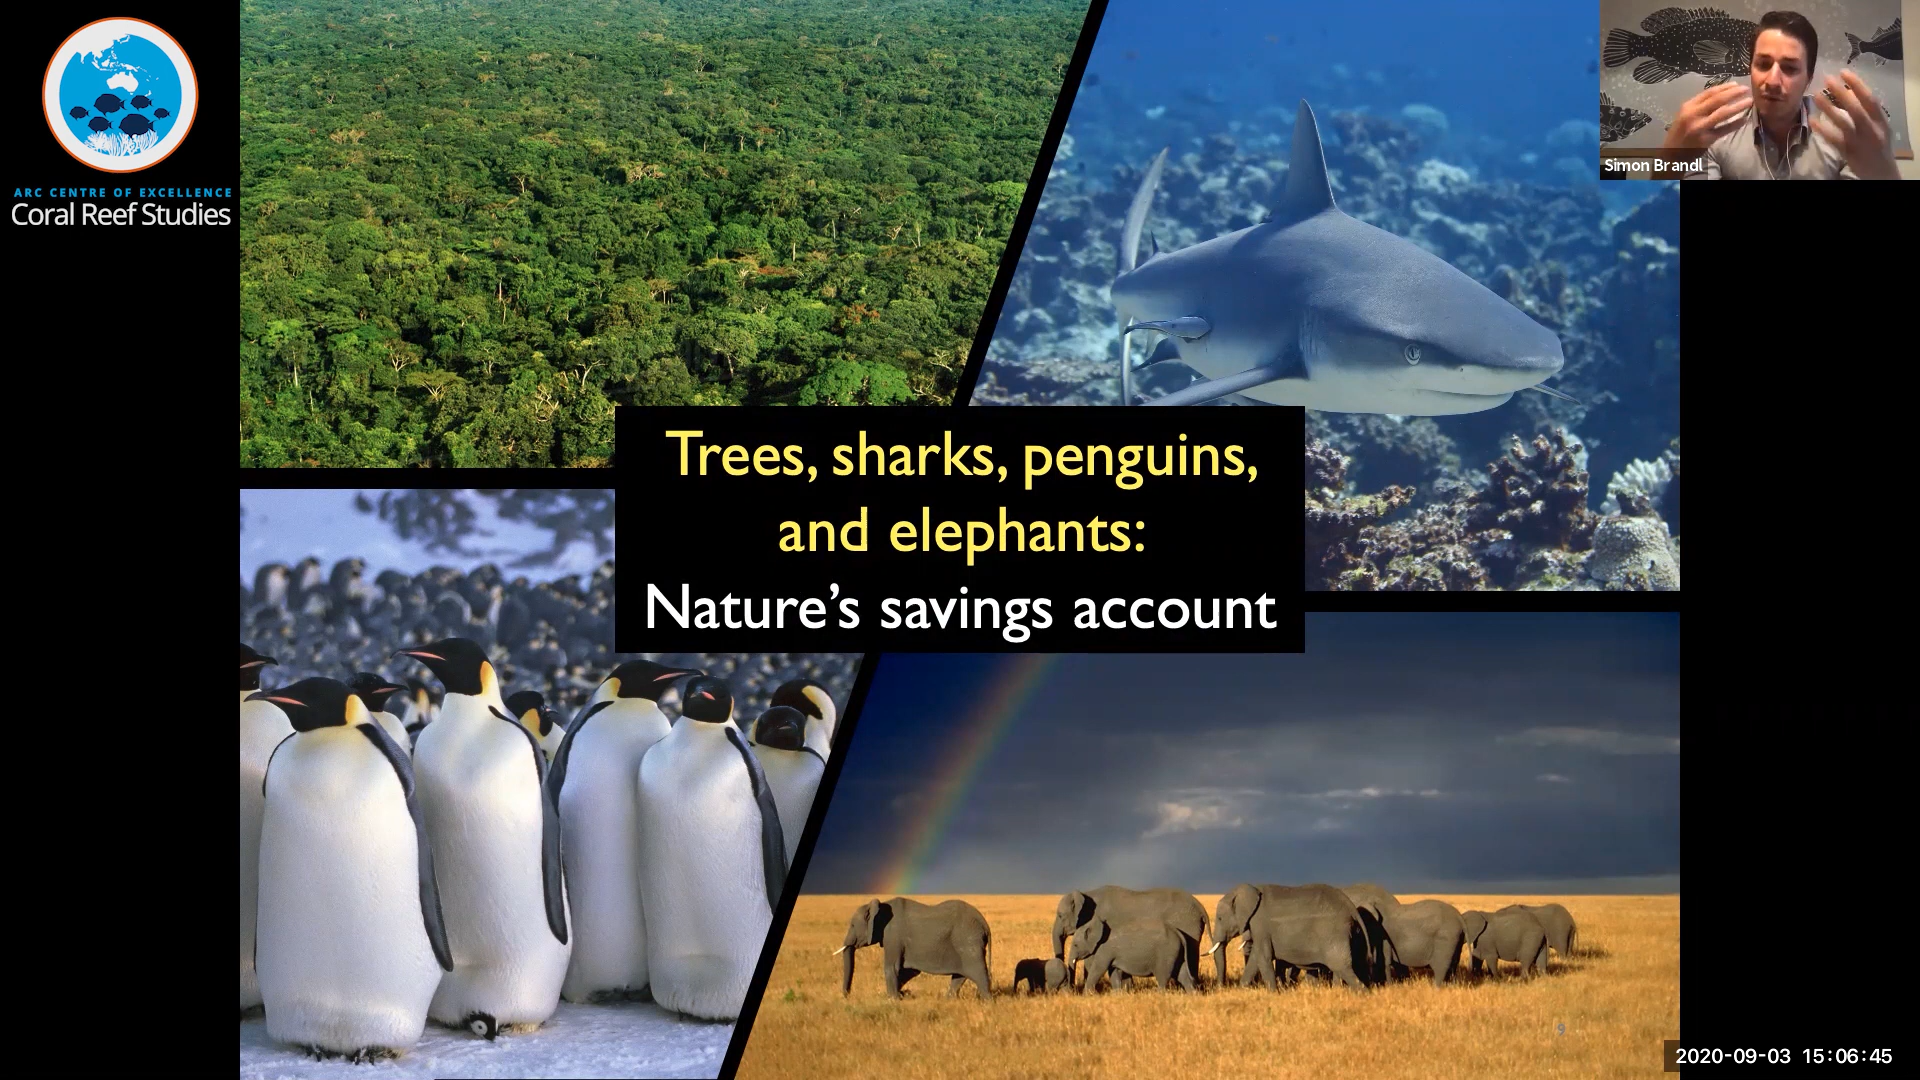 ARC CENTRE OF EXCELLENCE
Coral Reef Studies
Simon Brandl
Trees, sharks, penguins,
and elephants:
Nature's savings account
9
2020-09-03 15:06:45